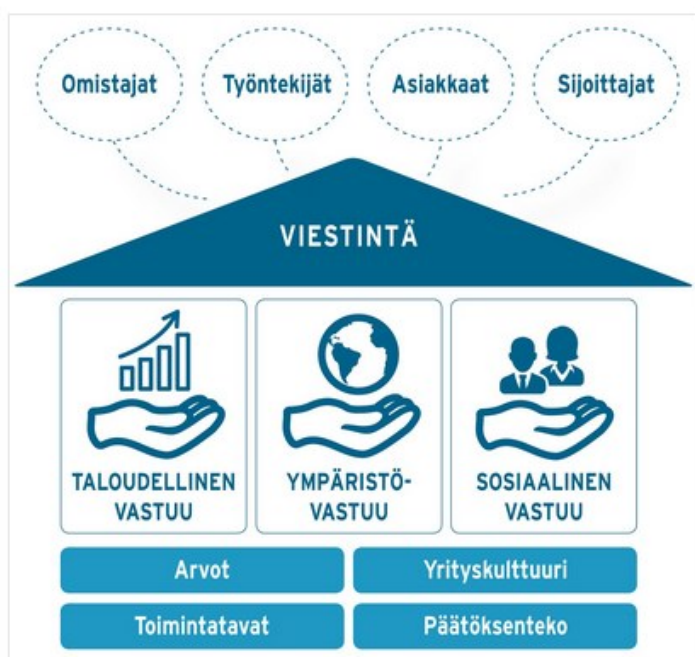 Omistajat
Työntekijät
Asiakkaat
Sijoittajat
VIESTINTÄ
TALOUDELLINEN
VASTUU
YMPÄRISTÖ-
VASTUU
SOSIAALINEN
VASTUU
Arvot
Yrityskulttuuri
Toimintatavat
Päätöksenteko